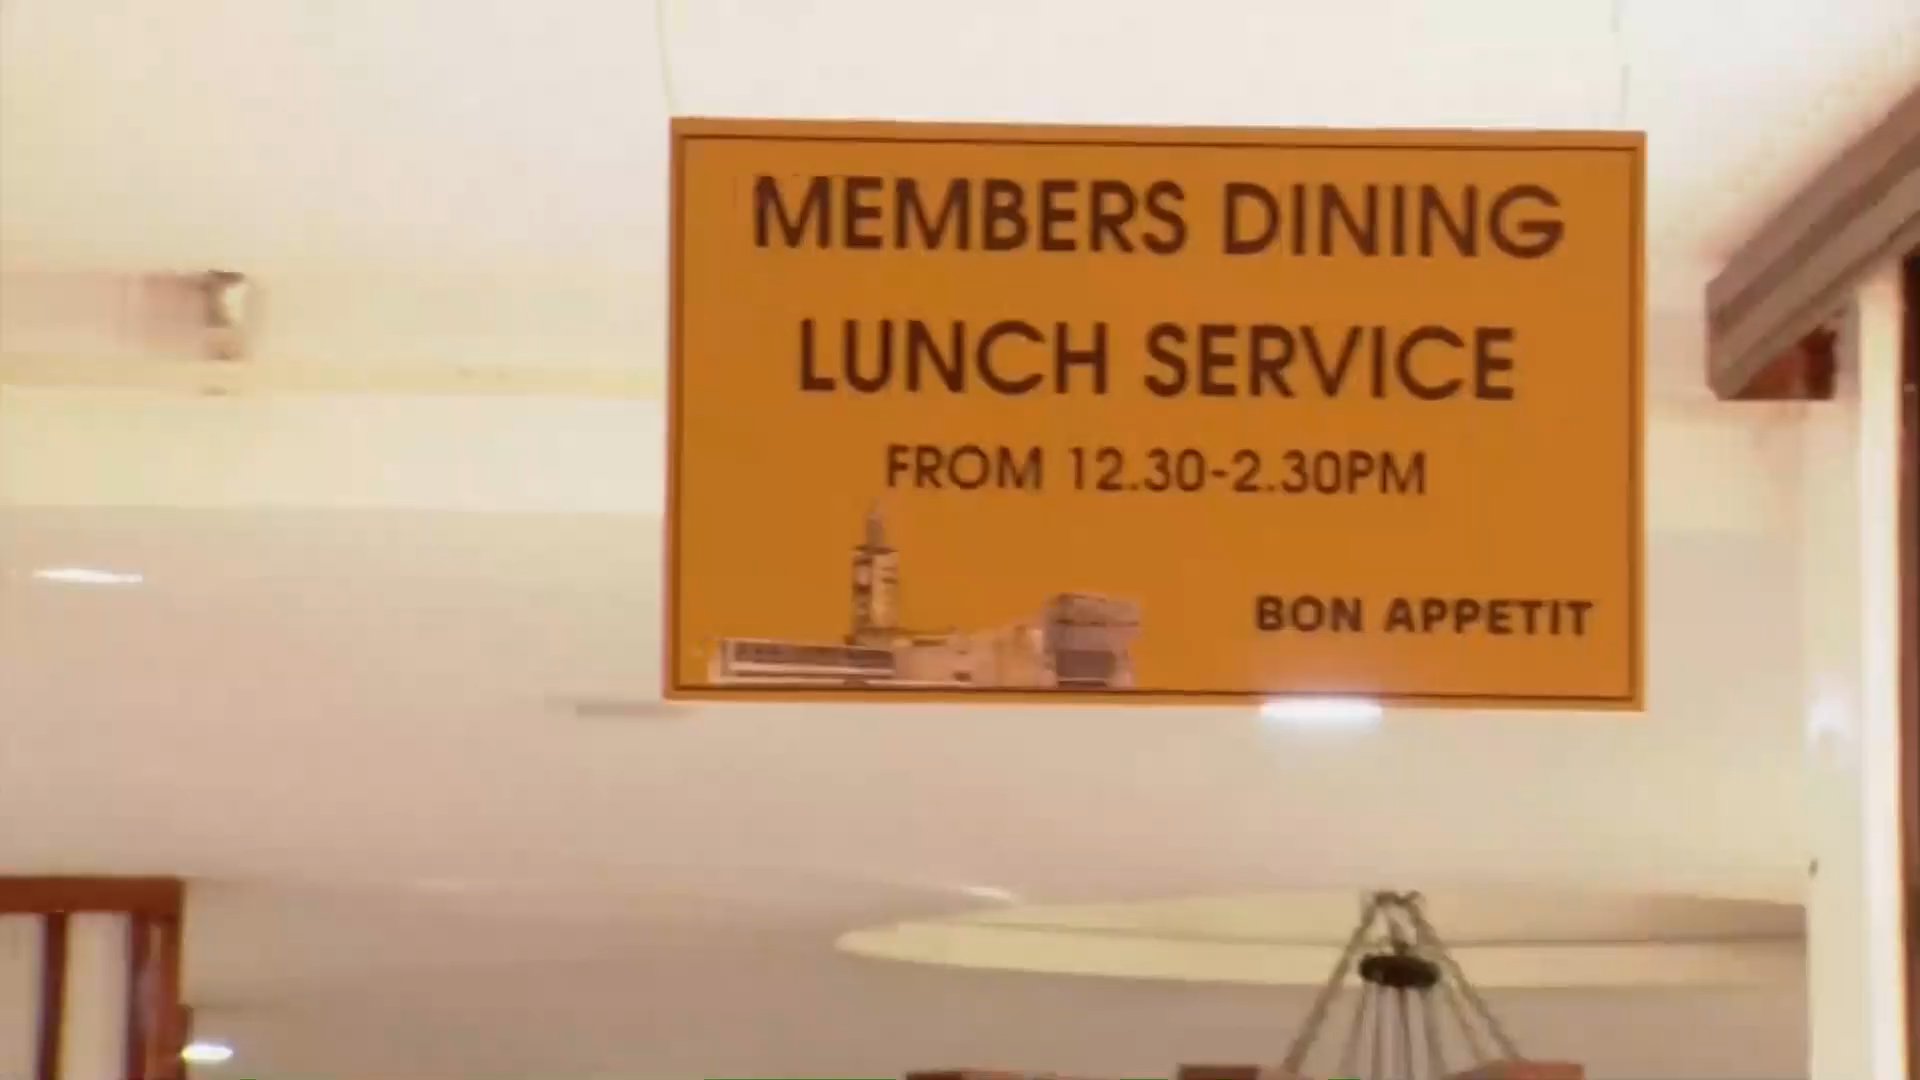 MEMBERS DINING
LUNCH SERVICE
FROM 12.30-2.30PM
BON APPETIT